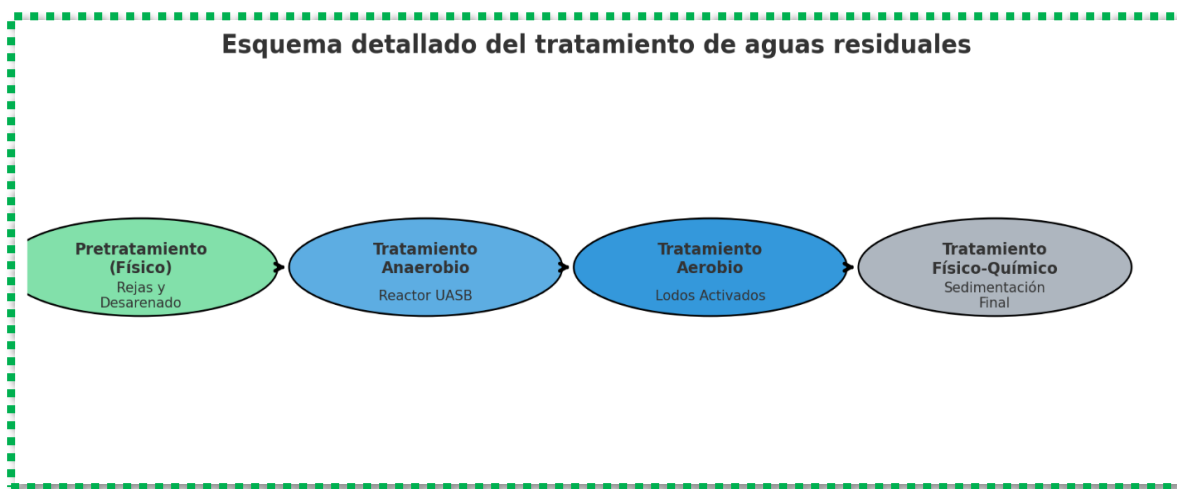 Esquema detallado del tratamiento de aguas residuales
Pretratamiento
(Físico)
Rejas y
Desarenado
Tratamiento
Anaerobio
Reactor UASB
Tratamiento
Aerobio
Lodos Activados
Tratamiento
Físico-Químico
Sedimentación
Final